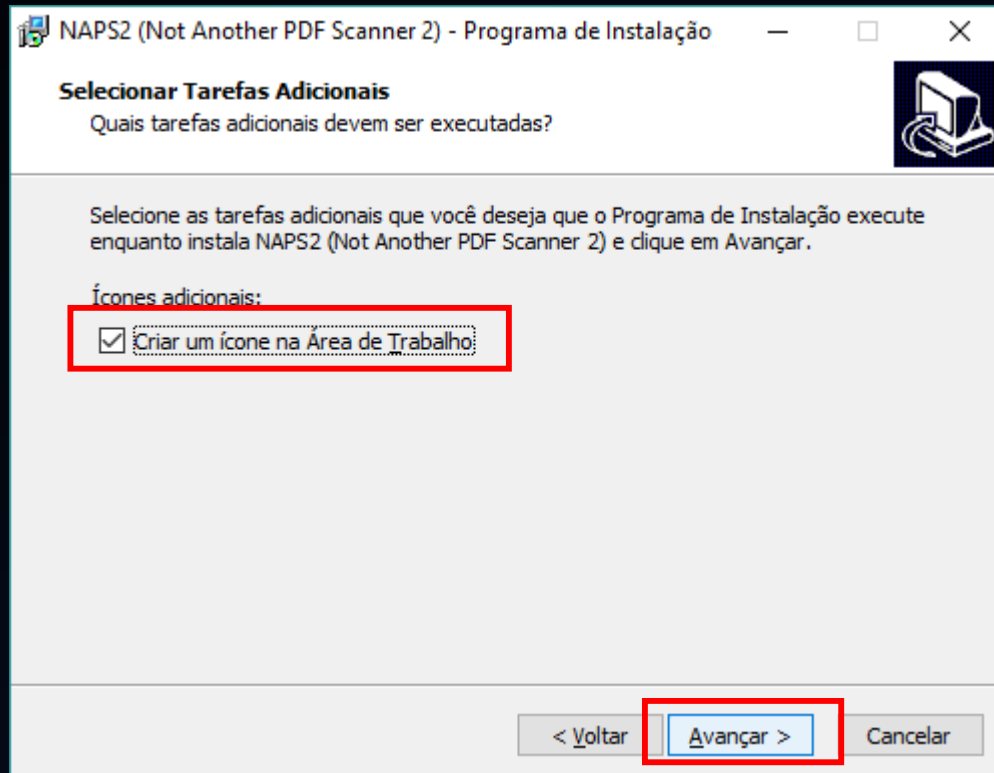 NAPS2 (Not Another PDF Scanner 2) - Programa de Instalação
Selecionar Tarefas Adicionais
Quais tarefas adicionais devem ser executadas?
Selecione as tarefas adicionais que você deseja que o Programa de Instalação execute
enquanto instala NAPS2 (Not Another PDF Scanner 2) e clique em Avançar.
Ícones adicionais:
Criar um ícone na Área de Trabalho
< Voltar
Avançar >
Cancelar